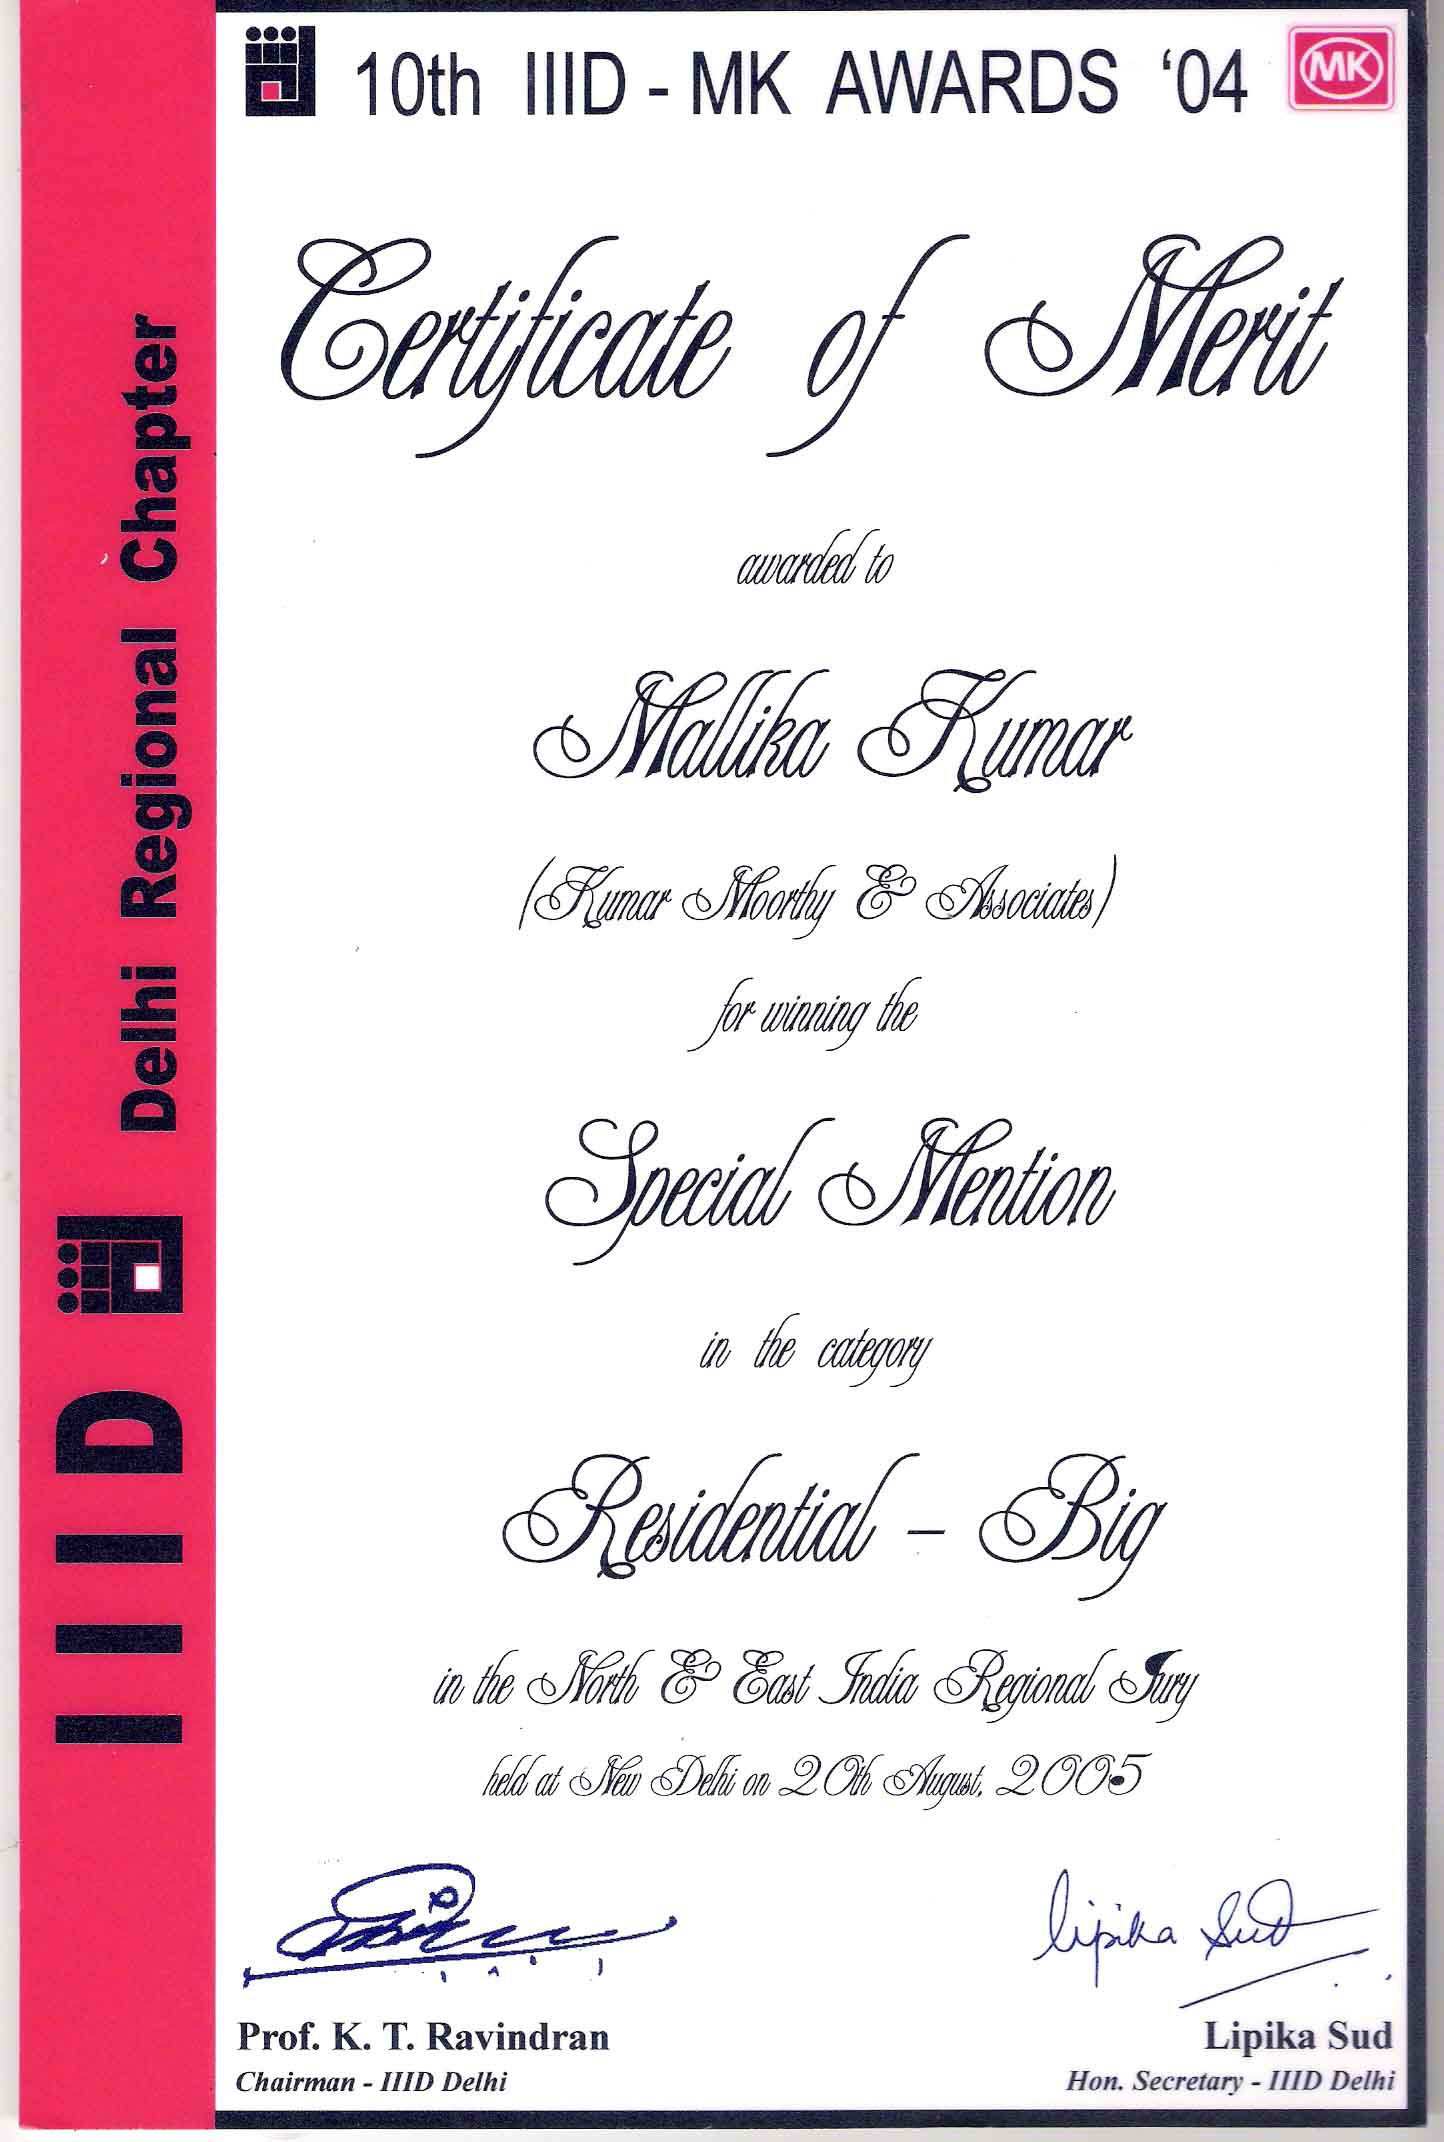 10th IIID - MK AWARDS ‘04
MK
Certificate of Merit
awarded to
Mallika Kumar
(Kumar Moorthy & Associates)
for winning the
Special Mention
in the category
Residential – Big
in the North & East India Regional Jury
held at New Delhi on 20th August, 2005
lipika Sud
Prof. K. T. Ravindran
Chairman - IIID Delhi
Lipika Sud
Hon. Secretary - IIID Delhi
IIID Delhi Regional Chapter